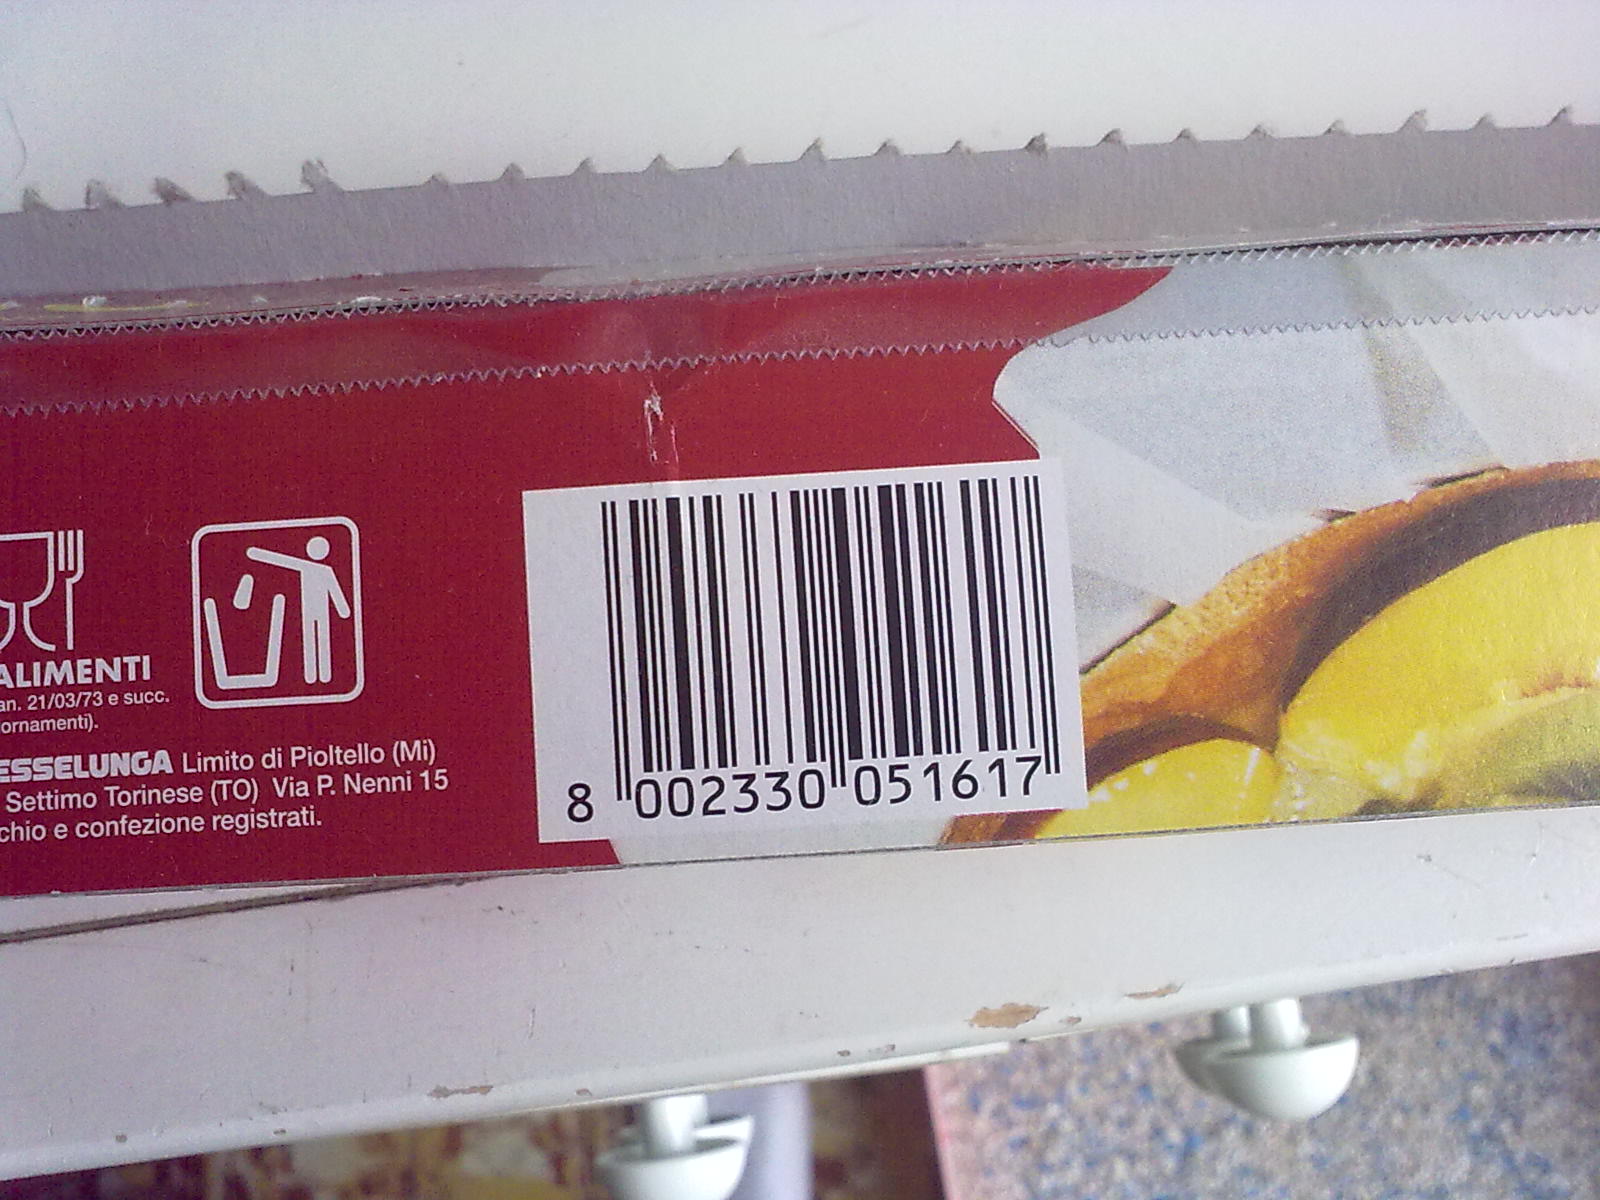 ALIMENTI
an. 21/03/73 e succ.
ornamenti).
ESSELUNGA Limito di Pioltello (Mi)
Settimo Torinese (TO) Via P. Nenni 15
chio e confezione registrati.
8 002330 051617